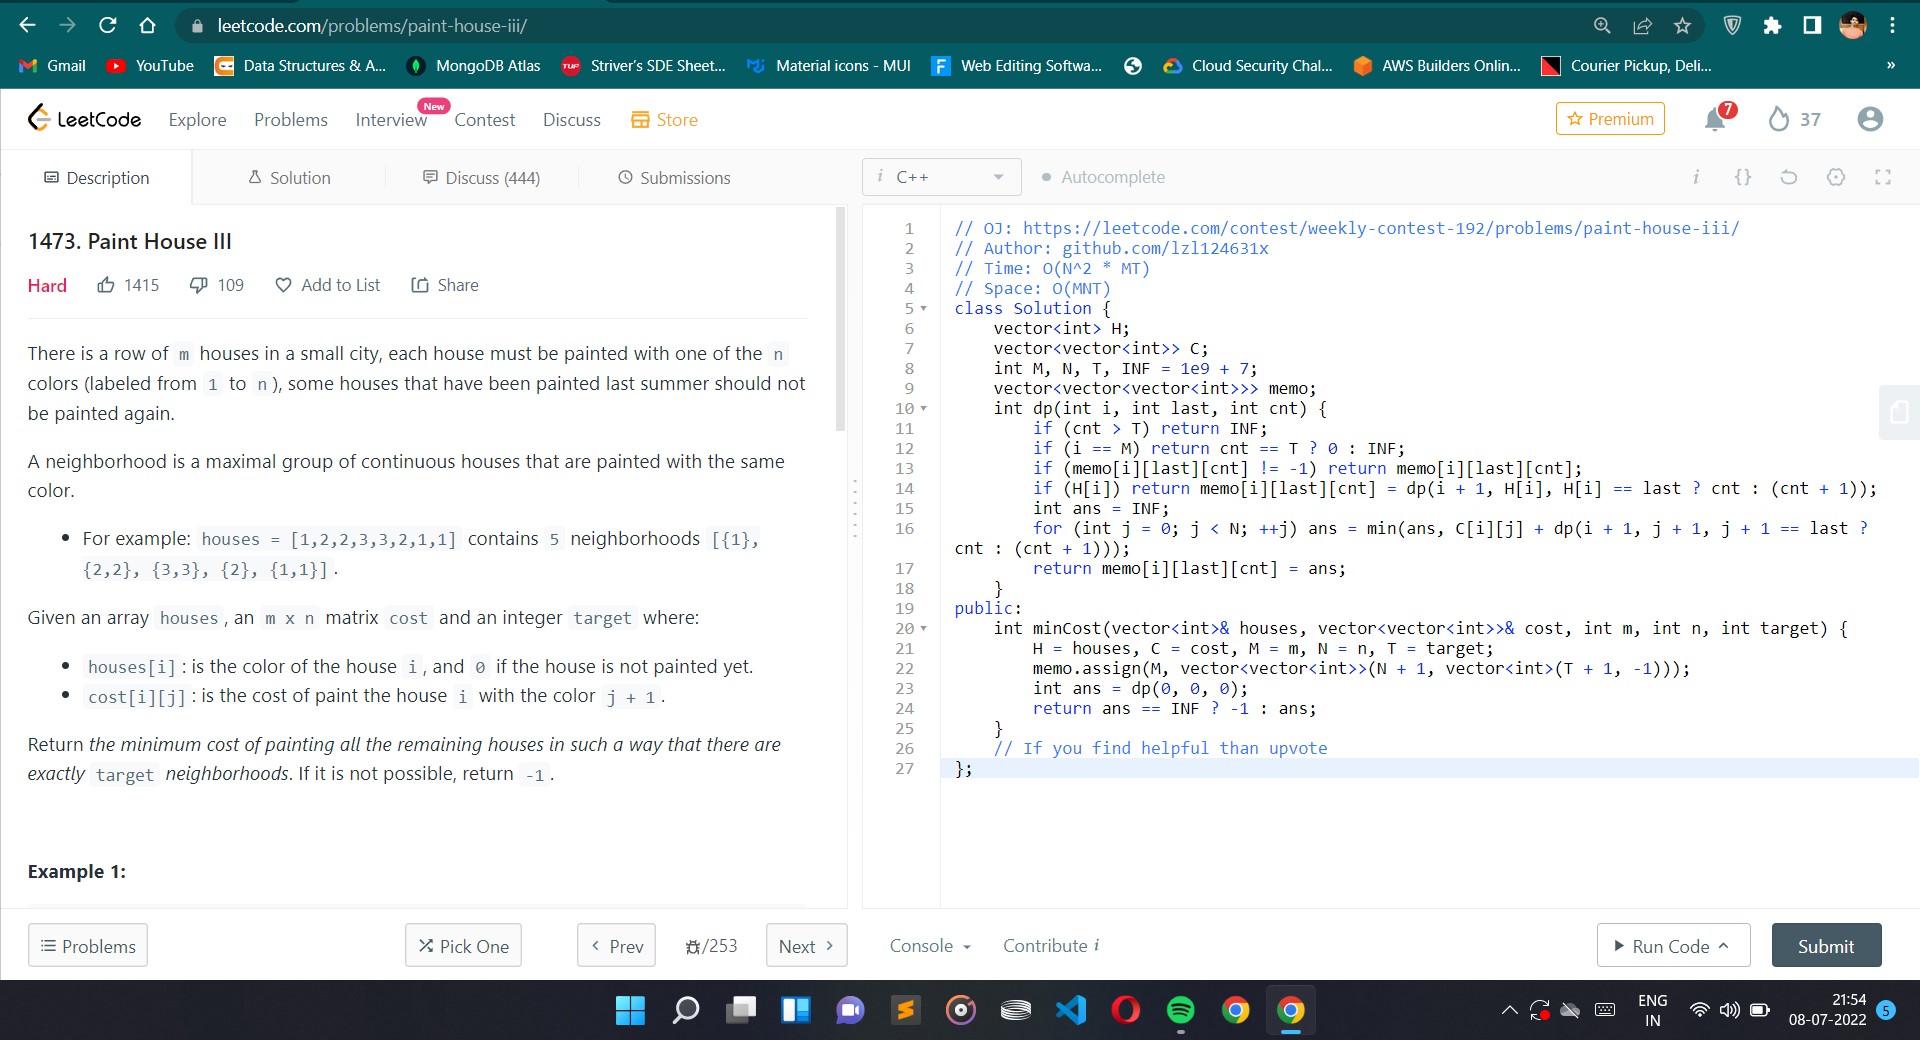 leetcode.com/problems/paint-house-iii/
Gmail YouTube Data Structures & A... MongoDB Atlas TUF Striver's SDE Sheet... Material icons - MUI F Web Editing Softwa... Cloud Security Chal... AWS Builders Onlin... Courier Pickup, Deli... »
LeetCode Explore Problems Interview New Contest Discuss Store Premium 7 37
Description Solution Discuss (444) Submissions
i C++ Autocomplete i {}
1473. Paint House III
Hard 1415 109 Add to List Share
There is a row of m houses in a small city, each house must be painted with one of the n
colors (labeled from 1 to n), some houses that have been painted last summer should not
be painted again.
A neighborhood is a maximal group of continuous houses that are painted with the same
color.
• For example: houses = [1,2,2,3,3,2,1,1] contains 5 neighborhoods [{1},
{2,2}, {3,3}, {2}, {1,1}].
Given an array houses, an m x n matrix cost and an integer target where:
• houses[i]: is the color of the house i, and 0 if the house is not painted yet.
• cost[i][j]: is the cost of paint the house i with the color j + 1.
Return the minimum cost of painting all the remaining houses in such a way that there are
exactly target neighborhoods. If it is not possible, return -1.
Example 1:
1 // OJ: https://leetcode.com/contest/weekly-contest-192/problems/paint-house-iii/
2 // Author: github.com/lzl124631x
3 // Time: O(N^2 * MT)
4 // Space: O(MNT)
5 class Solution {
6 vector<int> H;
7 vector<vector<int>> C;
8 int M, N, T, INF = 1e9 + 7;
9 vector<vector<vector<int>>> memo;
10 int dp(int i, int last, int cnt) {
11 if (cnt > T) return INF;
12 if (i == M) return cnt == T ? 0 : INF;
13 if (memo[i][last][cnt] != -1) return memo[i][last][cnt];
14 if (H[i]) return memo[i][last][cnt] = dp(i + 1, H[i], H[i] == last ? cnt : (cnt + 1));
15 int ans = INF;
16 for (int j = 0; j < N; ++j) ans = min(ans, C[i][j] + dp(i + 1, j + 1, j + 1 == last ?
cnt : (cnt + 1)));
17 return memo[i][last][cnt] = ans;
18 }
19 public:
20 int minCost(vector<int>& houses, vector<vector<int>>& cost, int m, int n, int target) {
21 H = houses, C = cost, M = m, N = n, T = target;
22 memo.assign(M, vector<vector<int>>(N + 1, vector<int>(T + 1, -1)));
23 int ans = dp(0, 0, 0);
24 return ans == INF ? -1 : ans;
25 }
26 // If you find helpful than upvote
27 };
Problems Pick One Prev /253 Next Console Contribute i Run Code Submit
ENG
IN
21:54
08-07-2022
5